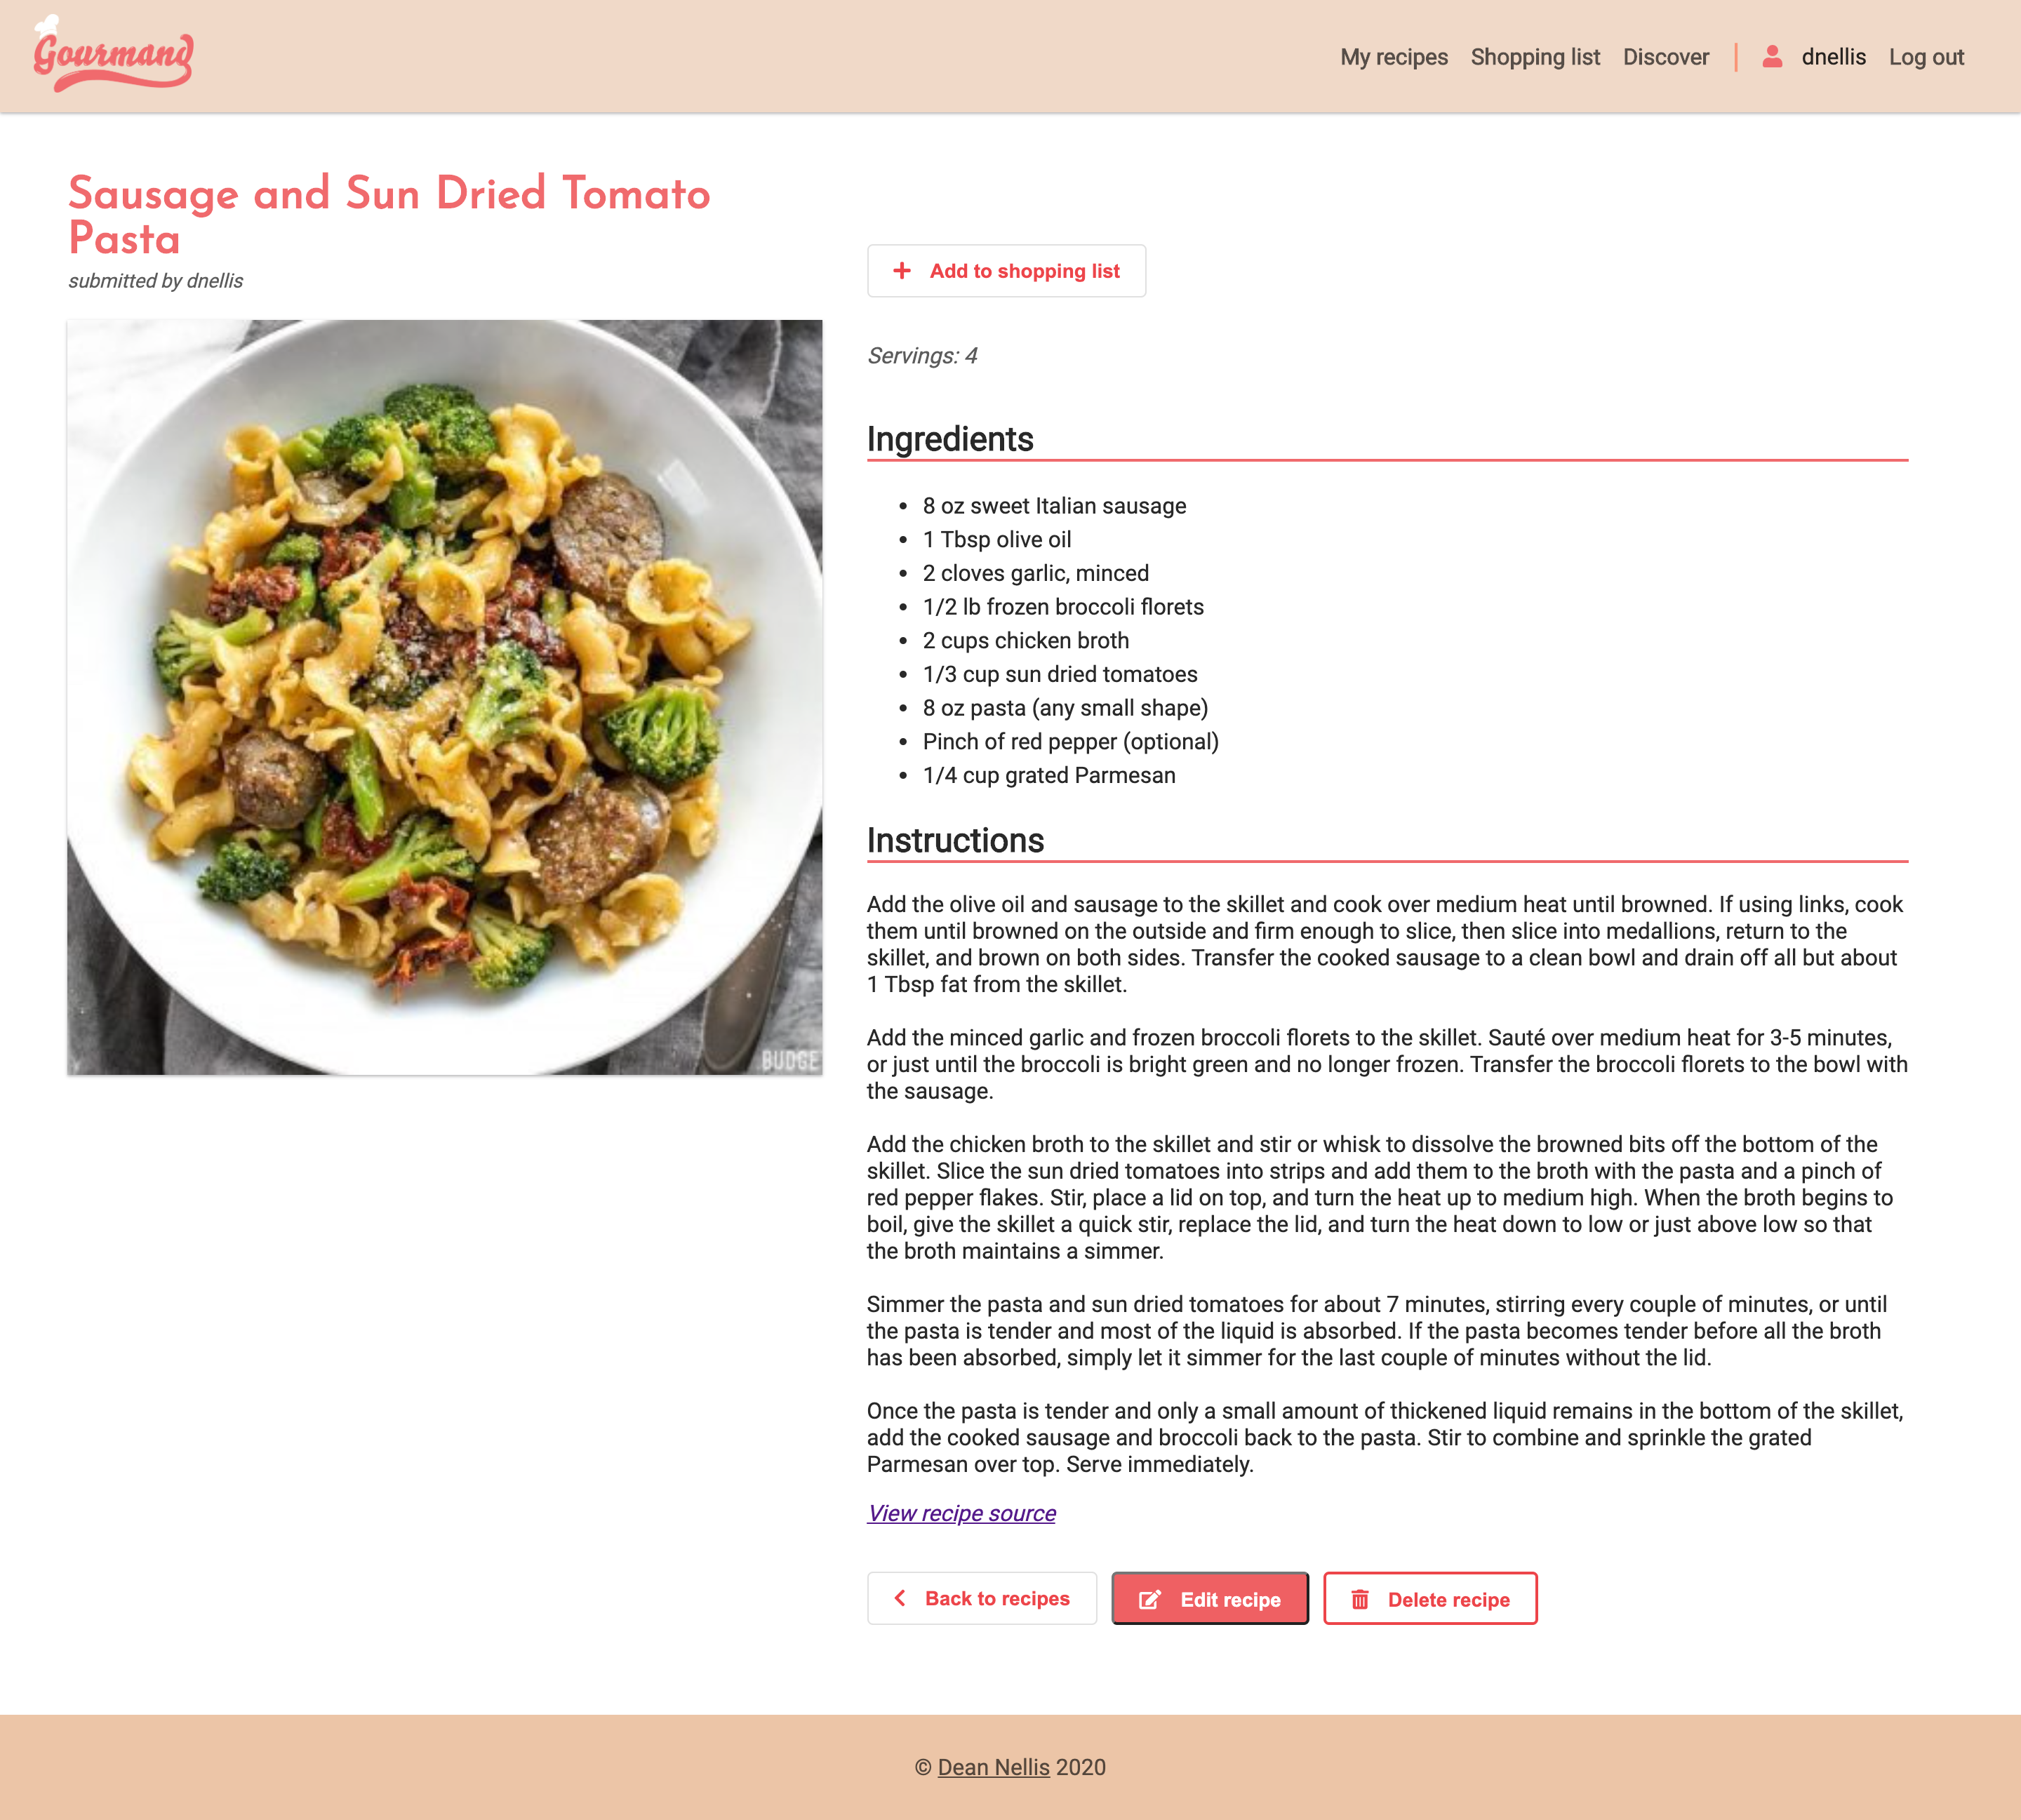 Gourmand
My recipes Shopping list Discover dnellis Log out
Sausage and Sun Dried Tomato
Pasta
submitted by dnellis
BUDGE
Add to shopping list
Servings: 4
Ingredients
• 8 oz sweet Italian sausage
• 1 Tbsp olive oil
• 2 cloves garlic, minced
• 1/2 lb frozen broccoli florets
• 2 cups chicken broth
• 1/3 cup sun dried tomatoes
• 8 oz pasta (any small shape)
• Pinch of red pepper (optional)
• 1/4 cup grated Parmesan
Instructions
Add the olive oil and sausage to the skillet and cook over medium heat until browned. If using links, cook
them until browned on the outside and firm enough to slice, then slice into medallions, return to the
skillet, and brown on both sides. Transfer the cooked sausage to a clean bowl and drain off all but about
1 Tbsp fat from the skillet.
Add the minced garlic and frozen broccoli florets to the skillet. Sauté over medium heat for 3-5 minutes,
or just until the broccoli is bright green and no longer frozen. Transfer the broccoli florets to the bowl with
the sausage.
Add the chicken broth to the skillet and stir or whisk to dissolve the browned bits off the bottom of the
skillet. Slice the sun dried tomatoes into strips and add them to the broth with the pasta and a pinch of
red pepper flakes. Stir, place a lid on top, and turn the heat up to medium high. When the broth begins to
boil, give the skillet a quick stir, replace the lid, and turn the heat down to low or just above low so that
the broth maintains a simmer.
Simmer the pasta and sun dried tomatoes for about 7 minutes, stirring every couple of minutes, or until
the pasta is tender and most of the liquid is absorbed. If the pasta becomes tender before all the broth
has been absorbed, simply let it simmer for the last couple of minutes without the lid.
Once the pasta is tender and only a small amount of thickened liquid remains in the bottom of the skillet,
add the cooked sausage and broccoli back to the pasta. Stir to combine and sprinkle the grated
Parmesan over top. Serve immediately.
View recipe source
Back to recipes Edit recipe Delete recipe
© Dean Nellis 2020